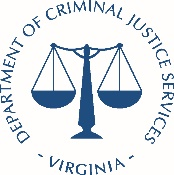 DEPARTMENT OF CRIMINAL JUSTICE SERVICES
- VIRGINIA -